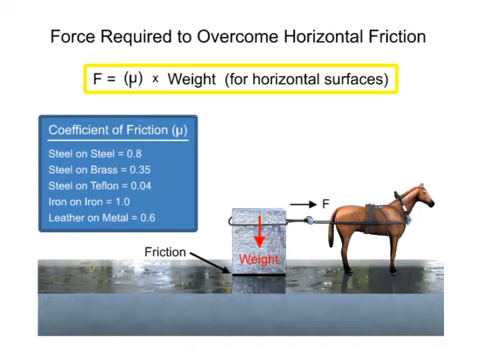 Force Required to Overcome Horizontal Friction
F = (μ) x Weight (for horizontal surfaces)
Coefficient of Friction (μ)
Steel on Steel = 0.8
Steel on Brass = 0.35
Steel on Teflon = 0.04
Iron on Iron = 1.0
Leather on Metal = 0.6
F
Friction
Weight